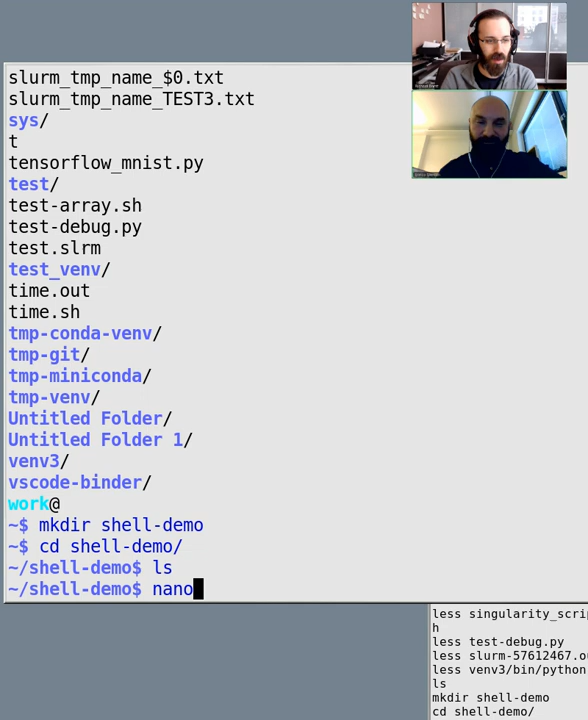 slurm_tmp_name_$0.txt
slurm_tmp_name_TEST3.txt
sys/
t
tensorflow_mnist.py
test/
test-array.sh
test-debug.py
test.slrm
test_venv/
time.out
time.sh
tmp-conda-venv/
tmp-git/
tmp-miniconda/
tmp-venv/
Untitled Folder/
Untitled Folder 1/
venv3/
vscode-binder/
work@
~$ mkdir shell-demo
~$ cd shell-demo/
~/shell-demo$ ls
~/shell-demo$ nano
less singularity_scri
h
less test-debug.py
less slurm-57612467.o
less venv3/bin/python
ls
mkdir shell-demo
cd shell-demo/